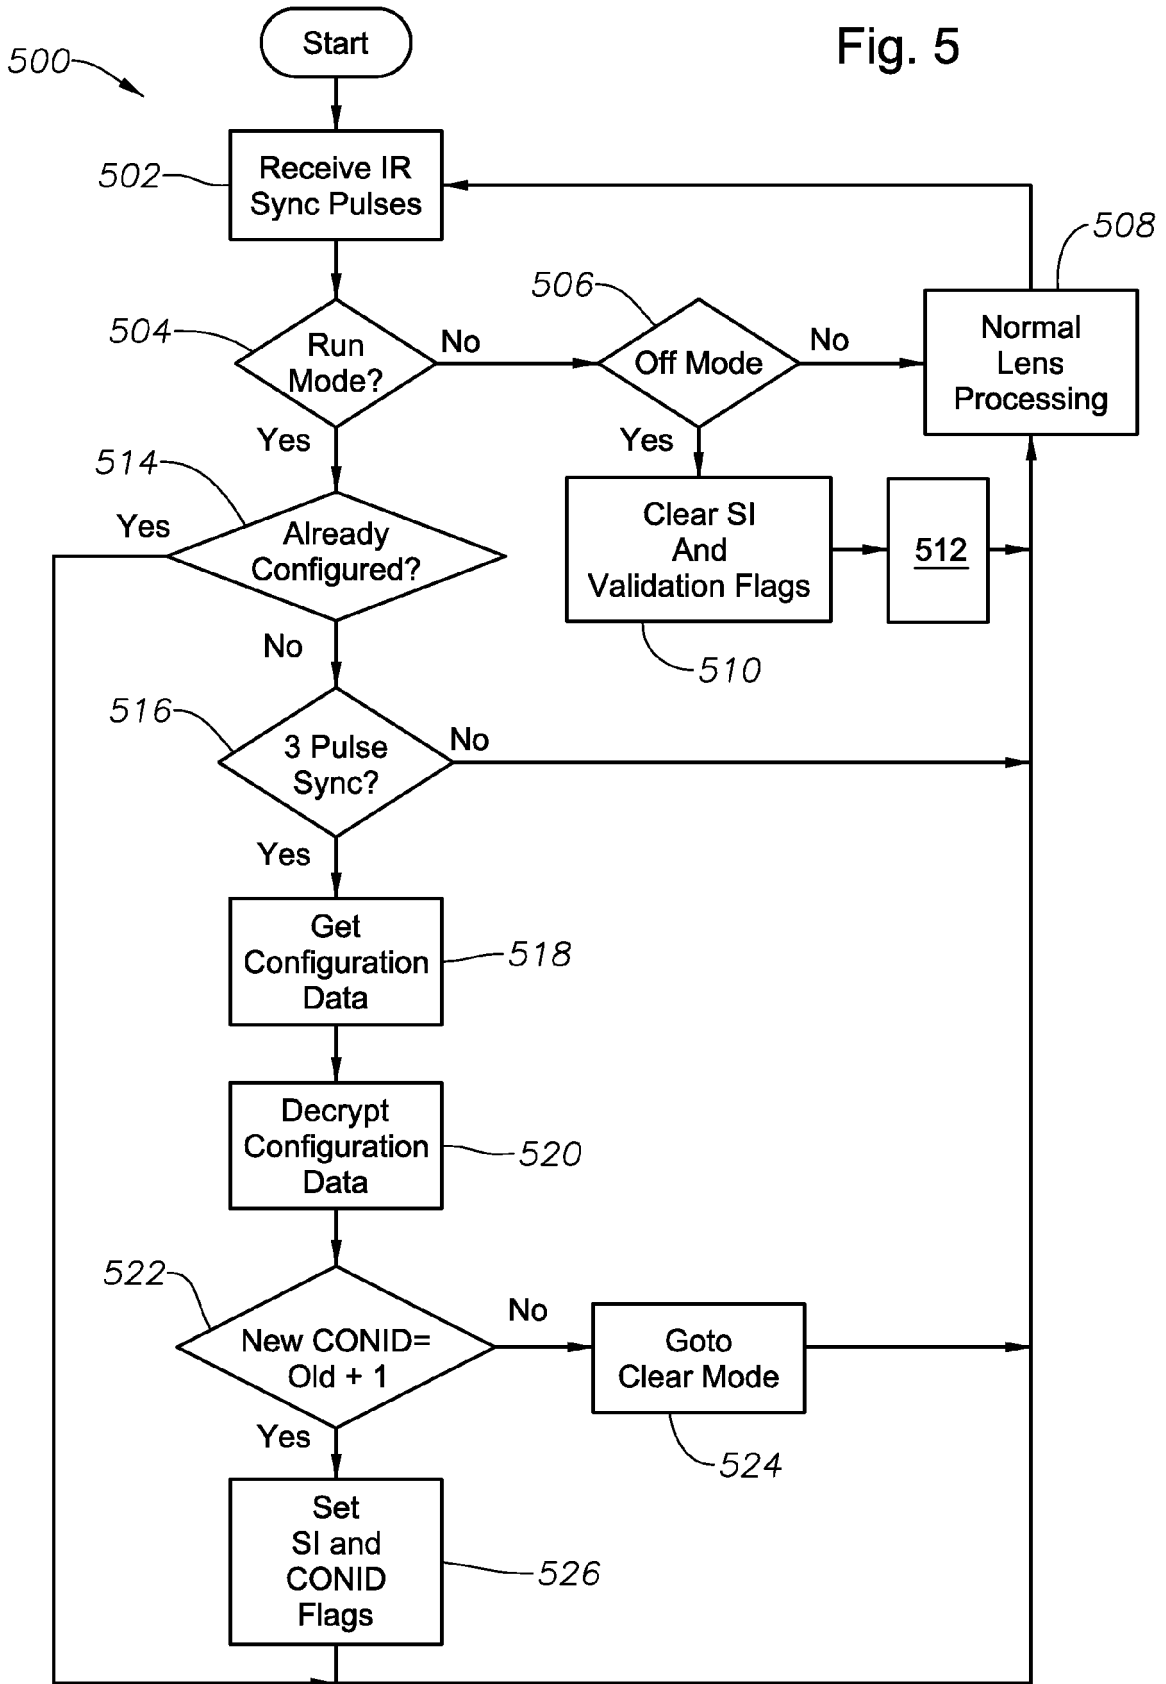 Fig. 5
500
Start
502
Receive IR
Sync Pulses
504
Run
Mode?
No
506
Off Mode
No
508
Normal
Lens
Processing
Yes
Yes
514
Yes
Already
Configured?
Clear SI
And
Validation Flags
512
510
No
516
3 Pulse
Sync?
No
Yes
Get
Configuration
Data
518
Decrypt
Configuration
Data
520
522
New CONID=
Old + 1
No
Goto
Clear Mode
524
Yes
Set
SI and
CONID
Flags
526